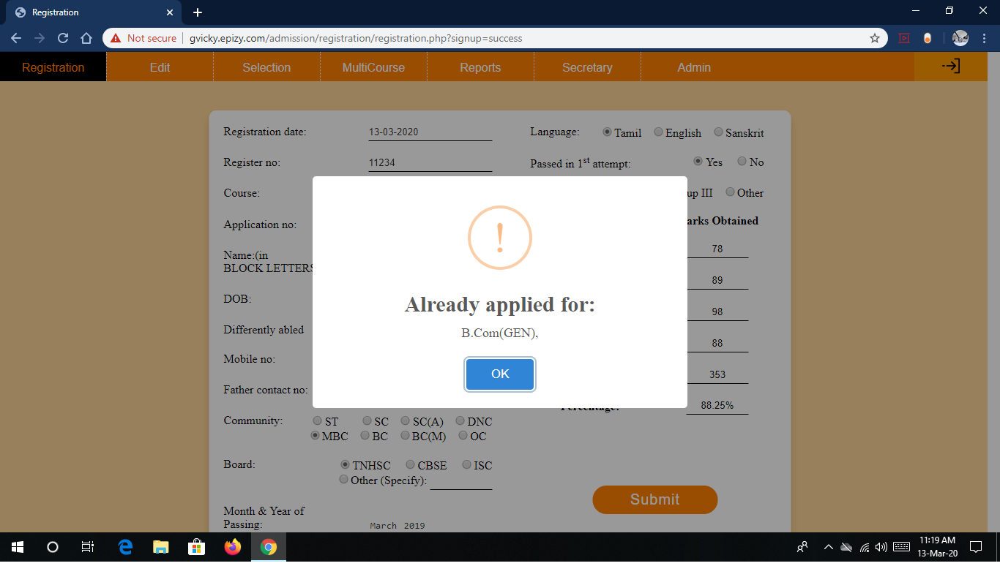 Registration
Not secure gvicky.epizy.com/admission/registration/registration.php?signup=success
Registration Edit Selection MultiCourse Reports Secretary Admin
Registration date: 13-03-2020 Language: Tamil English Sanskrit
Register no: 11234 Passed in 1st attempt: Yes No
Course: up III Other
Application no: arks Obtained
78
Name:(in
BLOCK LETTERS
89
DOB:
98
Differently abled
88
Mobile no:
353
Father contact no:
Percentage: 88.25%
!
Already applied for:
B.Com(GEN),
OK
Community: ST SC SC(A) DNC
MBC BC BC(M) OC
Board: TNHSC CBSE ISC
Other (Specify):
Submit
Month & Year of
Passing: March 2019
11:19 AM
13-Mar-20